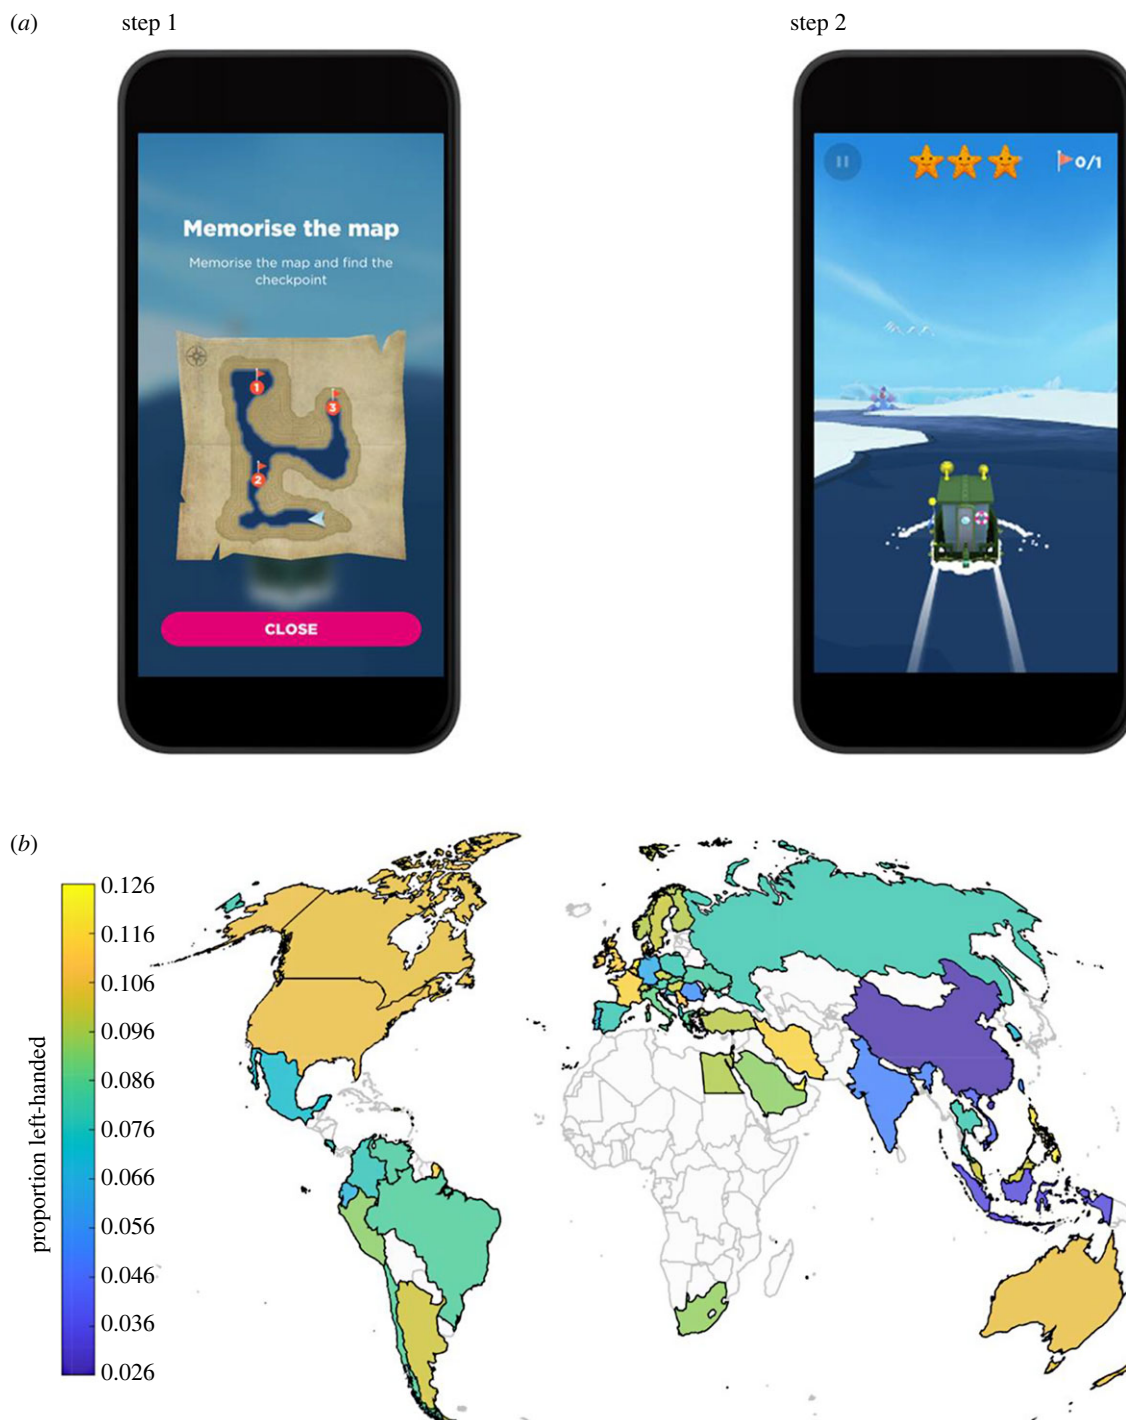 (a)
step 1
step 2
Memorise the map
Memorise the map and find the
checkpoint
1
3
2
CLOSE
0/1
(b)
proportion left-handed
0.126
0.116
0.106
0.096
0.086
0.076
0.066
0.056
0.046
0.036
0.026